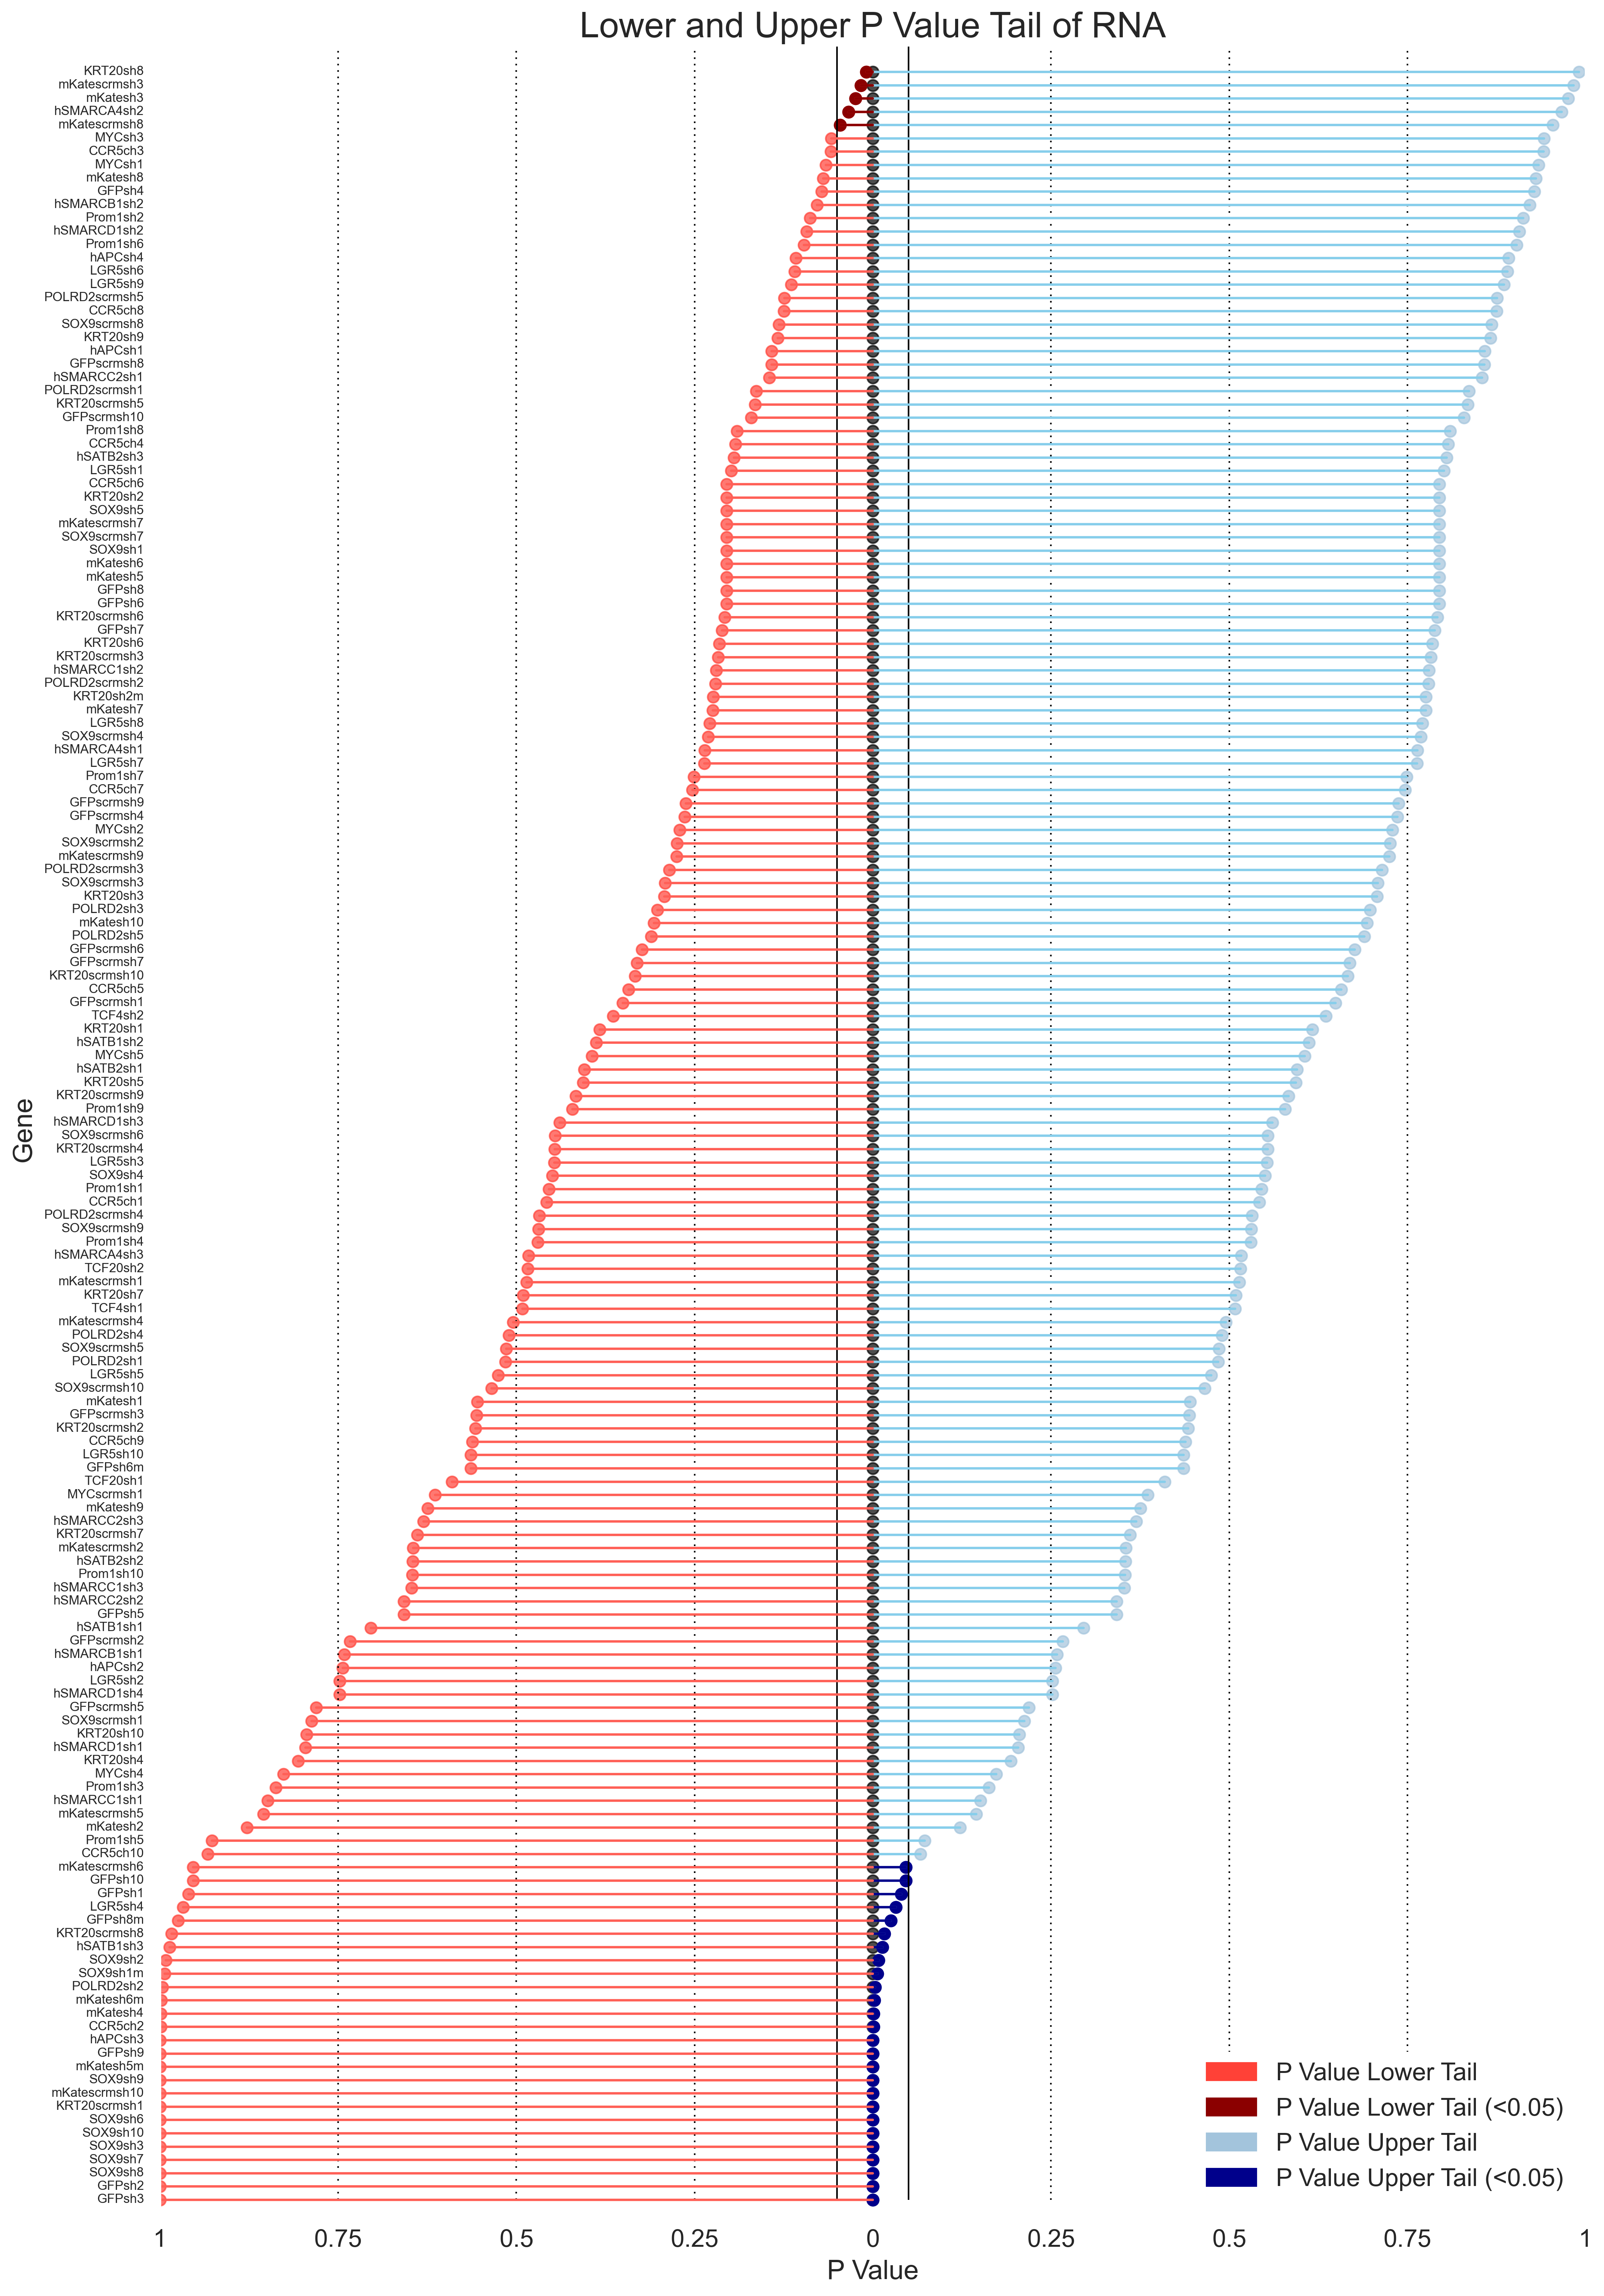 Lower and Upper P Value Tail of RNA
KRT20sh8
mKatescrmsh3
mKatesh3
hSMARCA4sh2
mKatescrmsh8
MYCsh3
CCR5ch3
MYCsh1
mKatesh8
GFPsh4
hSMARCB1sh2
Prom1sh2
hSMARCD1sh2
Prom1sh6
hAPCsh4
LGR5sh6
LGR5sh9
POLRD2scrmsh5
CCR5ch8
SOX9scrmsh8
KRT20sh9
hAPCsh1
GFPscrmsh8
hSMARCC2sh1
POLRD2scrmsh1
KRT20scrmsh5
GFPscrmsh10
Prom1sh8
CCR5ch4
hSATB2sh3
LGR5sh1
CCR5ch6
KRT20sh2
SOX9sh5
mKatescrmsh7
SOX9scrmsh7
SOX9sh1
mKatesh6
mKatesh5
GFPsh8
GFPsh6
KRT20scrmsh6
GFPsh7
KRT20sh6
KRT20scrmsh3
hSMARCC1sh2
POLRD2scrmsh2
KRT20sh2m
mKatesh7
LGR5sh8
SOX9scrmsh4
hSMARCA4sh1
LGR5sh7
Prom1sh7
CCR5ch7
GFPscrmsh9
GFPscrmsh4
MYCsh2
SOX9scrmsh2
mKatescrmsh9
POLRD2scrmsh3
SOX9scrmsh3
KRT20sh3
POLRD2sh3
mKatesh10
POLRD2sh5
GFPscrmsh6
GFPscrmsh7
KRT20scrmsh10
CCR5ch5
GFPscrmsh1
TCF4sh2
KRT20sh1
hSATB1sh2
MYCsh5
hSATB2sh1
KRT20sh5
KRT20scrmsh9
Prom1sh9
hSMARCD1sh3
SOX9scrmsh6
KRT20scrmsh4
LGR5sh3
SOX9sh4
Prom1sh1
CCR5ch1
POLRD2scrmsh4
SOX9scrmsh9
Prom1sh4
hSMARCA4sh3
TCF20sh2
mKatescrmsh1
KRT20sh7
TCF4sh1
mKatescrmsh4
POLRD2sh4
SOX9scrmsh5
POLRD2sh1
LGR5sh5
SOX9scrmsh10
mKatesh1
GFPscrmsh3
KRT20scrmsh2
CCR5ch9
LGR5sh10
GFPsh6m
TCF20sh1
MYCscrmsh1
mKatesh9
hSMARCC2sh3
KRT20scrmsh7
mKatescrmsh2
hSATB2sh2
Prom1sh10
hSMARCC1sh3
hSMARCC2sh2
GFPsh5
hSATB1sh1
GFPscrmsh2
hSMARCB1sh1
hAPCsh2
LGR5sh2
hSMARCD1sh4
GFPscrmsh5
SOX9scrmsh1
KRT20sh10
hSMARCD1sh1
KRT20sh4
MYCsh4
Prom1sh3
hSMARCC1sh1
mKatescrmsh5
mKatesh2
Prom1sh5
CCR5ch10
mKatescrmsh6
GFPsh10
GFPsh1
LGR5sh4
GFPsh8m
KRT20scrmsh8
hSATB1sh3
SOX9sh2
SOX9sh1m
POLRD2sh2
mKatesh6m
mKatesh4
CCR5ch2
hAPCsh3
GFPsh9
mKatesh5m
SOX9sh9
mKatescrmsh10
KRT20scrmsh1
SOX9sh6
SOX9sh10
SOX9sh3
SOX9sh7
SOX9sh8
GFPsh2
GFPsh3
Gene
P Value Lower Tail
P Value Lower Tail (<0.05)
P Value Upper Tail
P Value Upper Tail (<0.05)
1 0.75 0.5 0.25 0 0.25 0.5 0.75 1
P Value